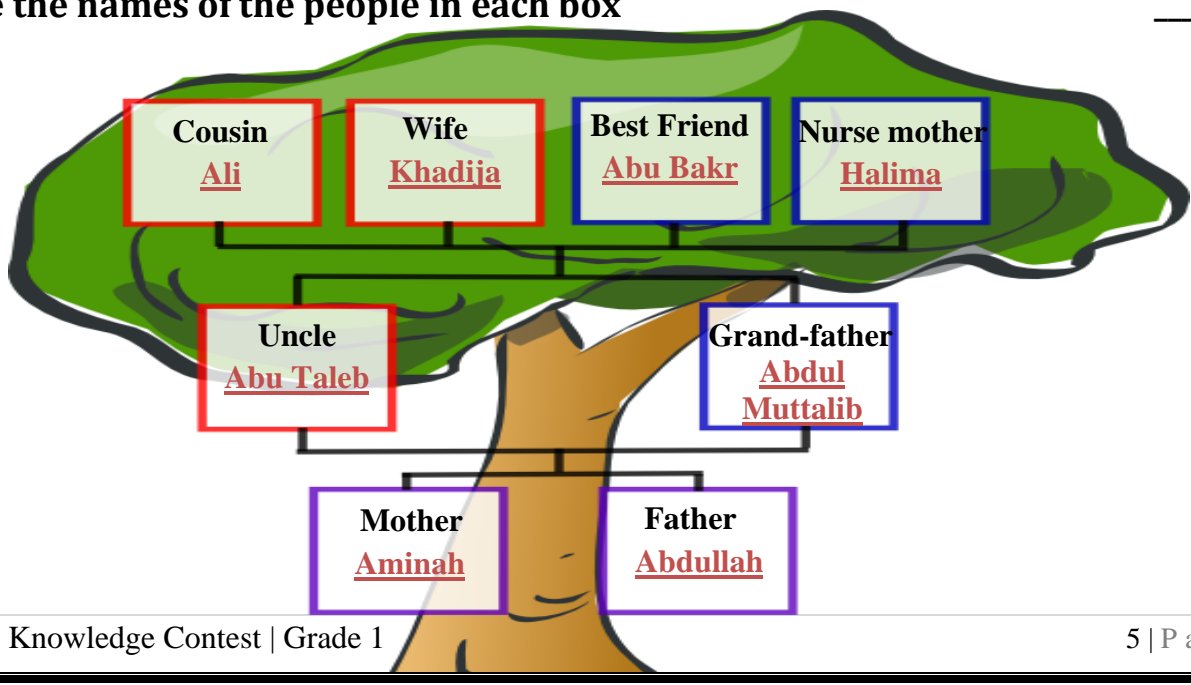 the names of the people in each box
Cousin
Ali
Wife
Khadija
Best Friend
Abu Bakr
Nurse mother
Halima
Uncle
Abu Taleb
Grand-father
Abdul
Muttalib
Mother
Aminah
Father
Abdullah
Knowledge Contest | Grade 1
5 | P a